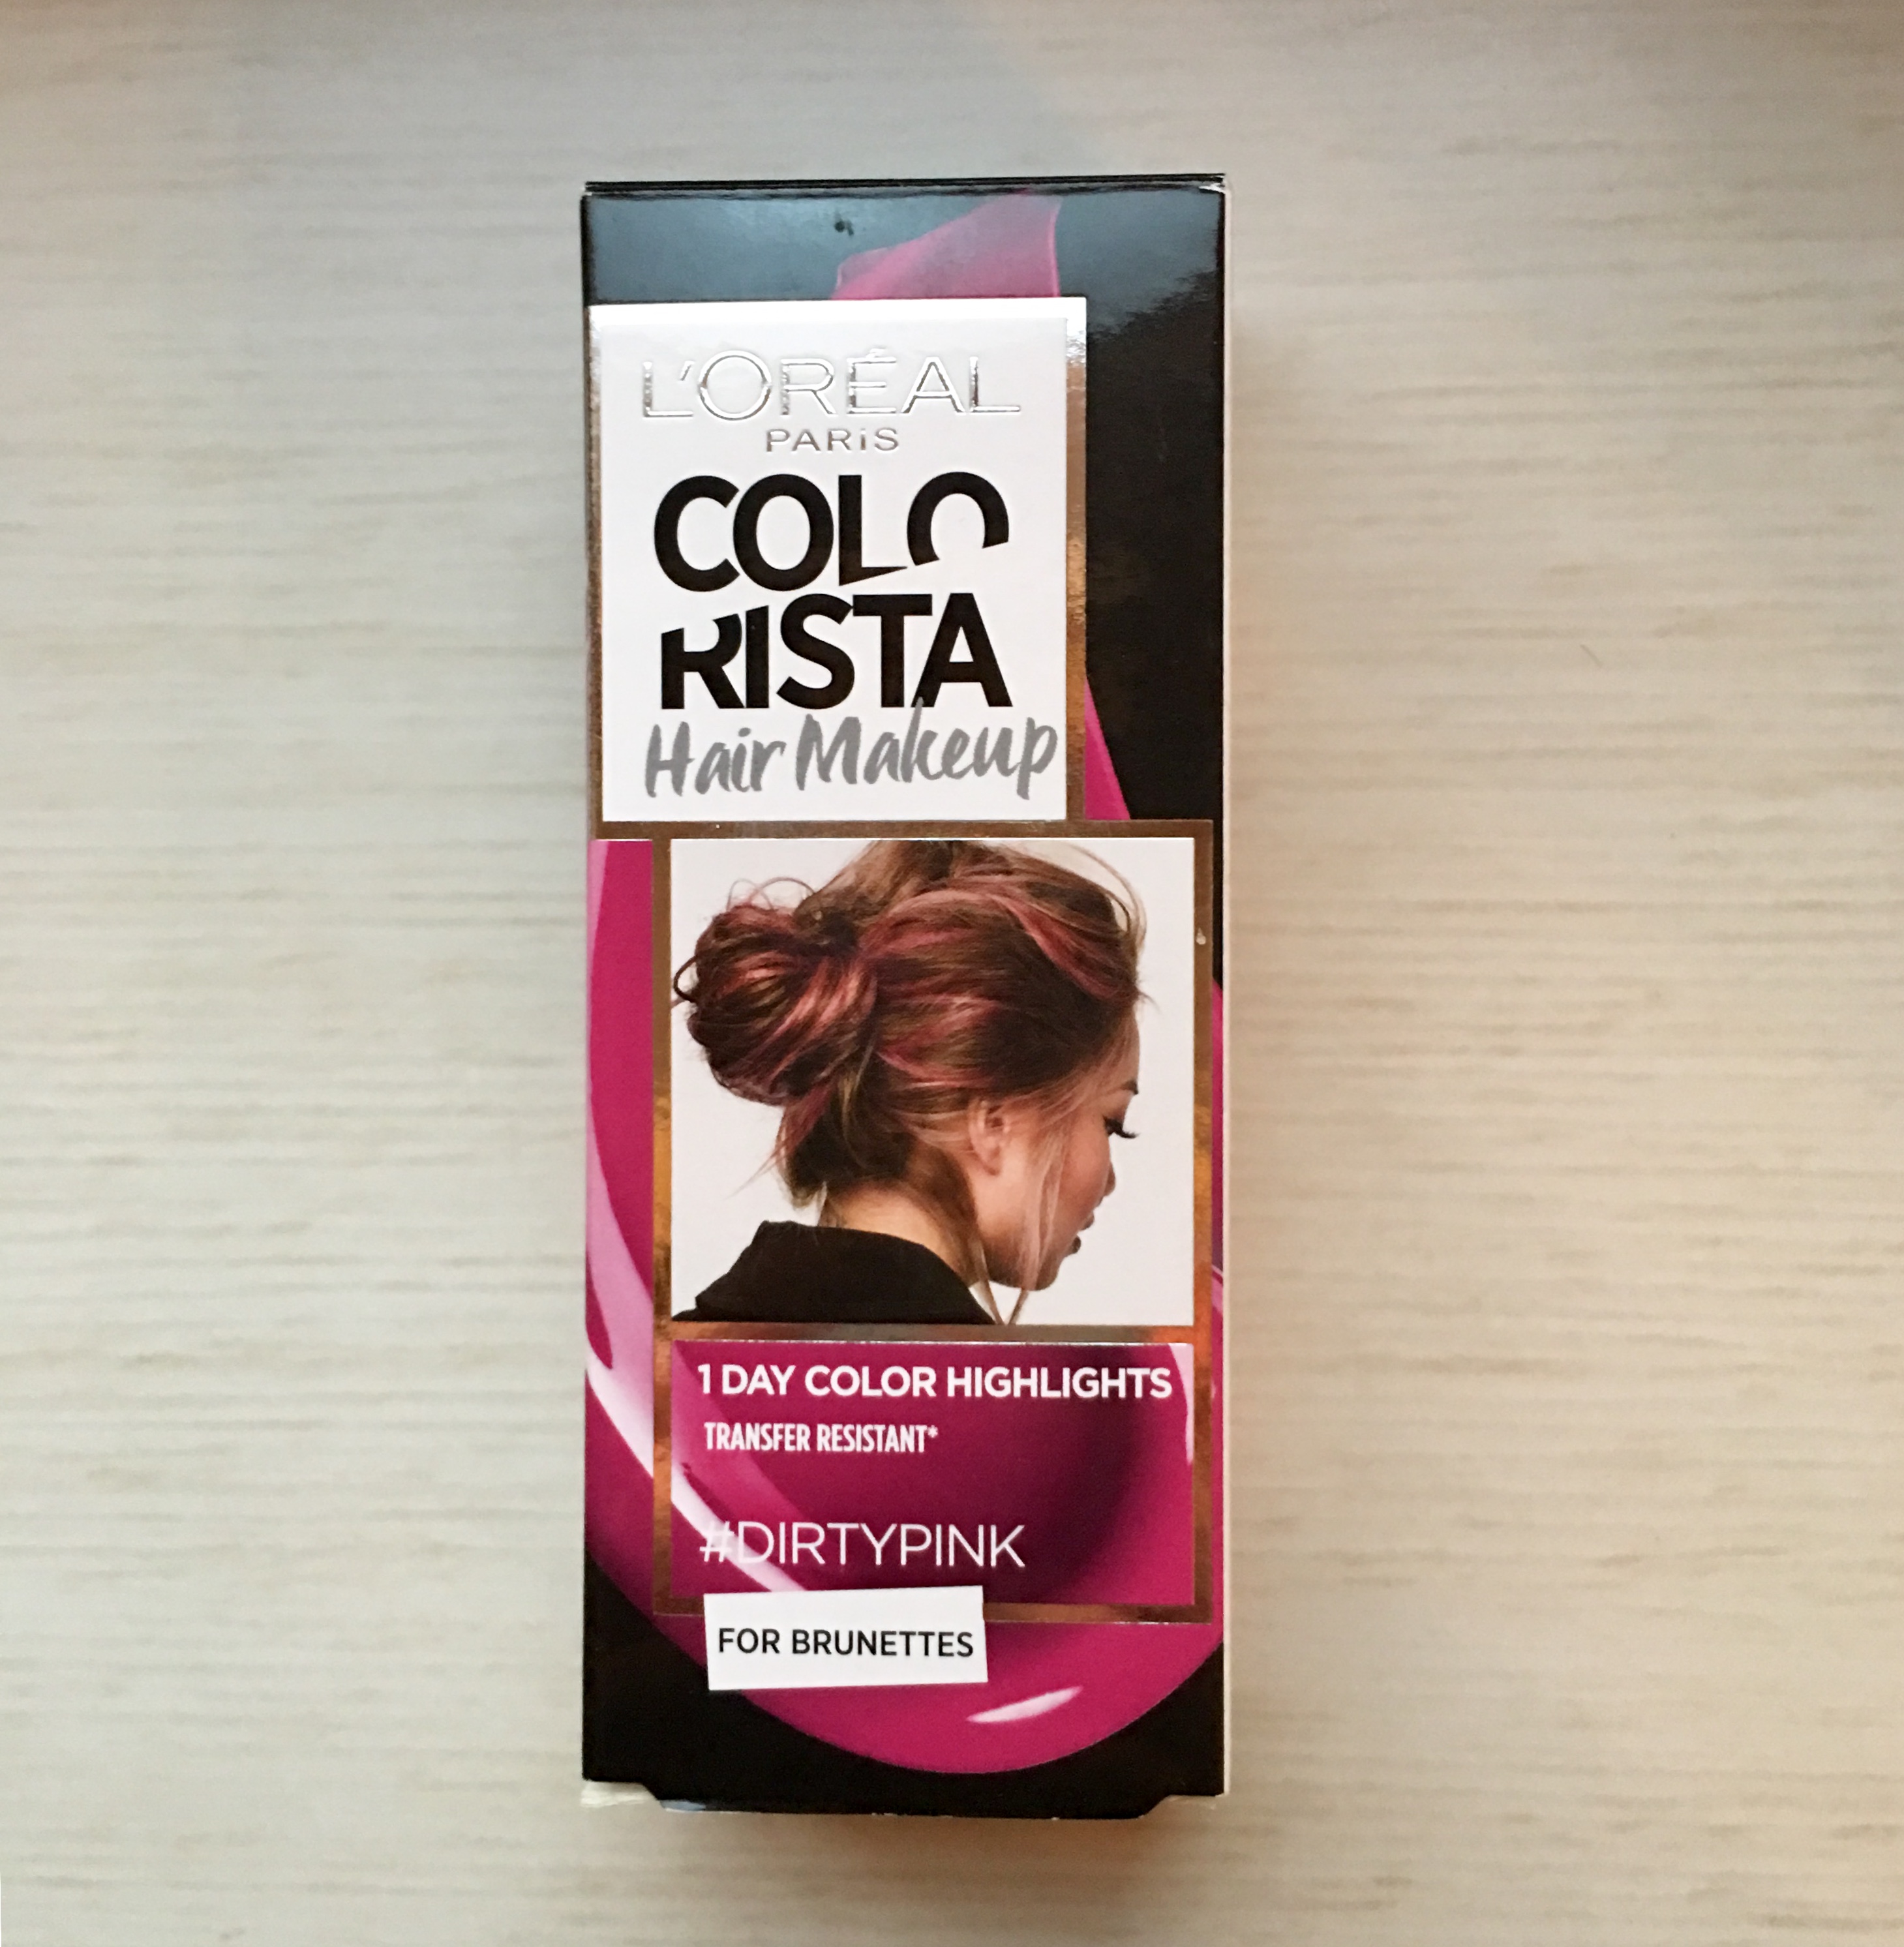 L'ORÉAL
PARiS
COLO
RISTA
Hair Makeup
1 DAY COLOR HIGHLIGHTS
TRANSFER RESISTANT*
#DIRTYPINK
FOR BRUNETTES